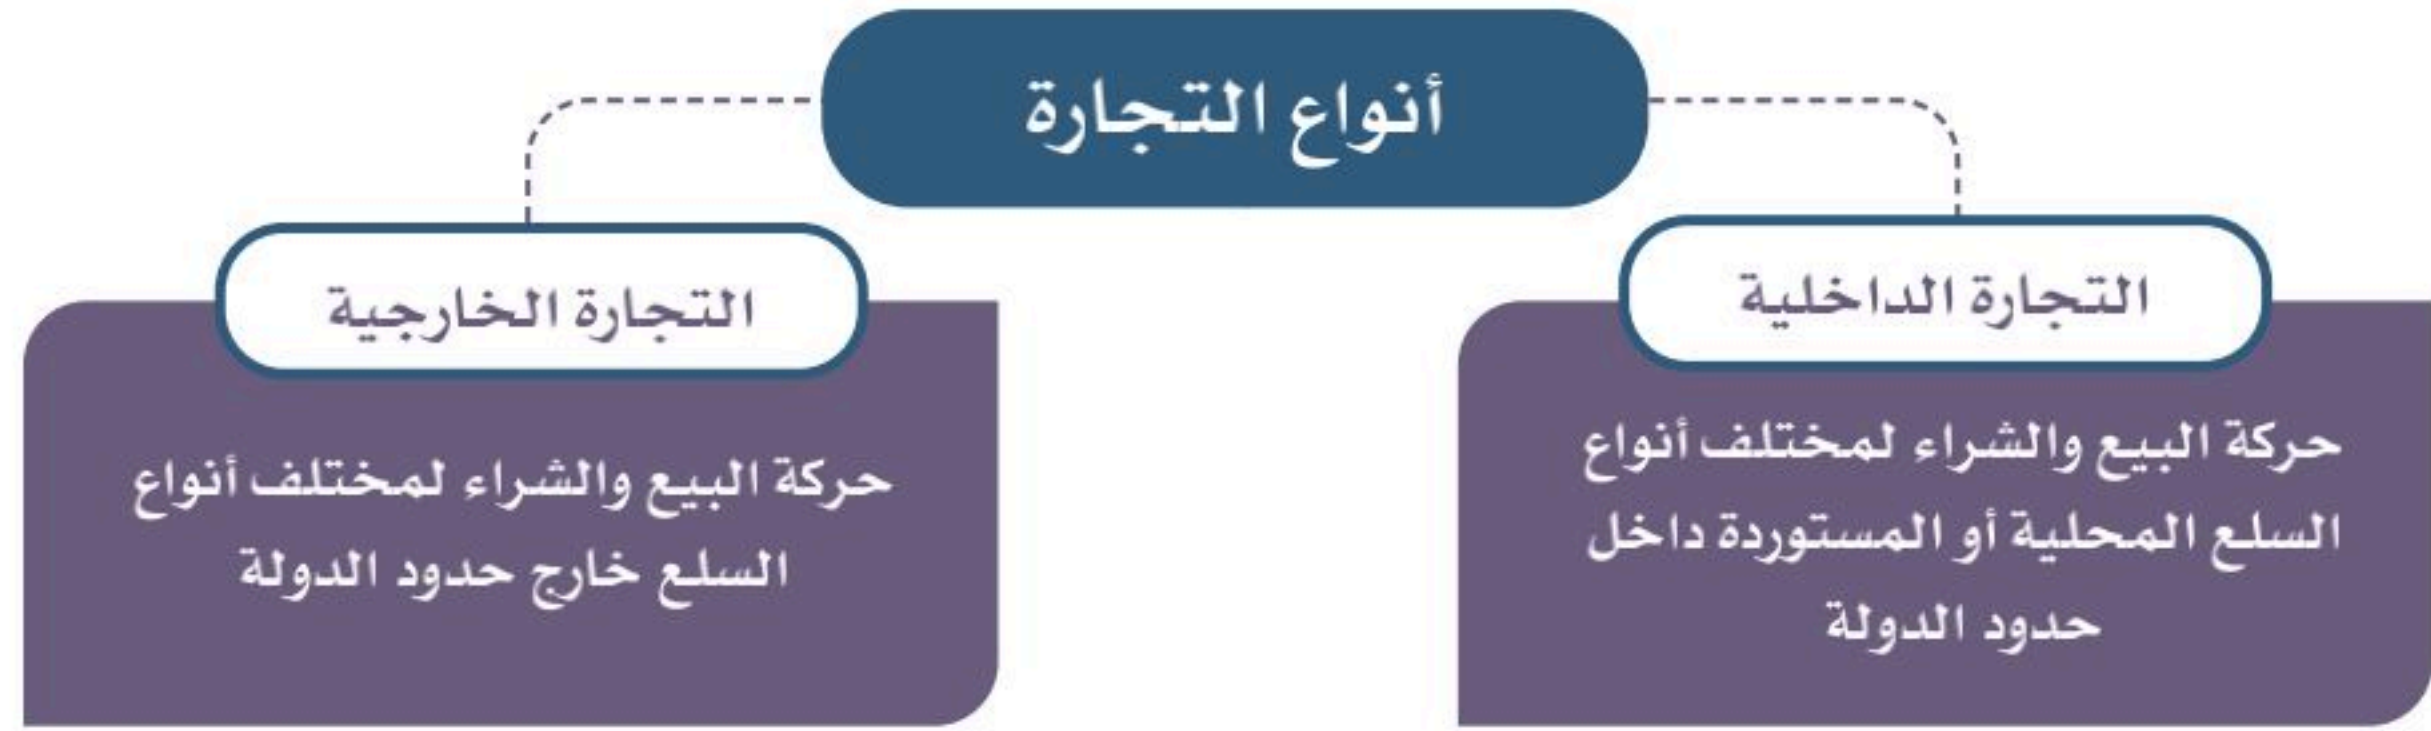 أنواع التجارة
التجارة الداخلية
حركة البيع والشراء لمختلف أنواع
السلع المحلية أو المستوردة داخل
حدود الدولة
التجارة الخارجية
حركة البيع والشراء لمختلف أنواع
السلع خارج حدود الدولة